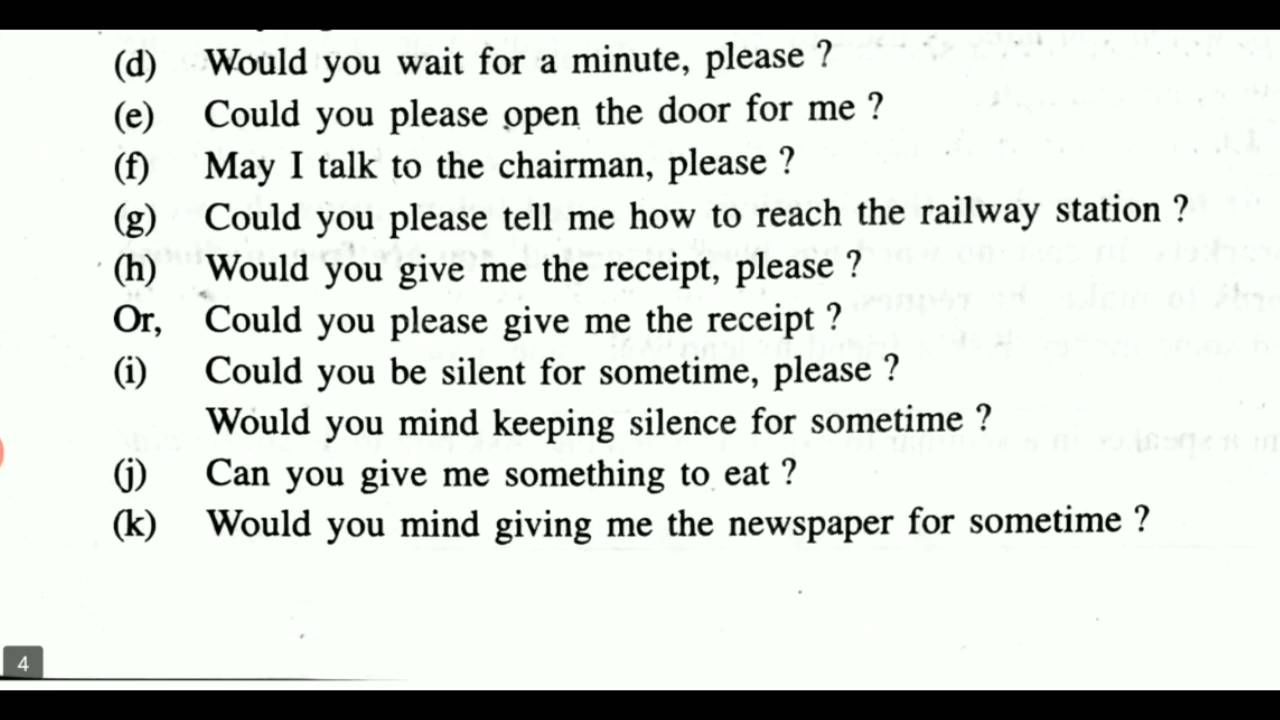 (d) Would you wait for a minute, please ?
(e) Could you please open the door for me ?
(f) May I talk to the chairman, please ?
(g) Could you please tell me how to reach the railway station ?
(h) Would you give me the receipt, please ?
Or, Could you please give me the receipt ?
(i) Could you be silent for sometime, please ?
Would you mind keeping silence for sometime ?
(j) Can you give me something to eat ?
(k) Would you mind giving me the newspaper for sometime ?
4